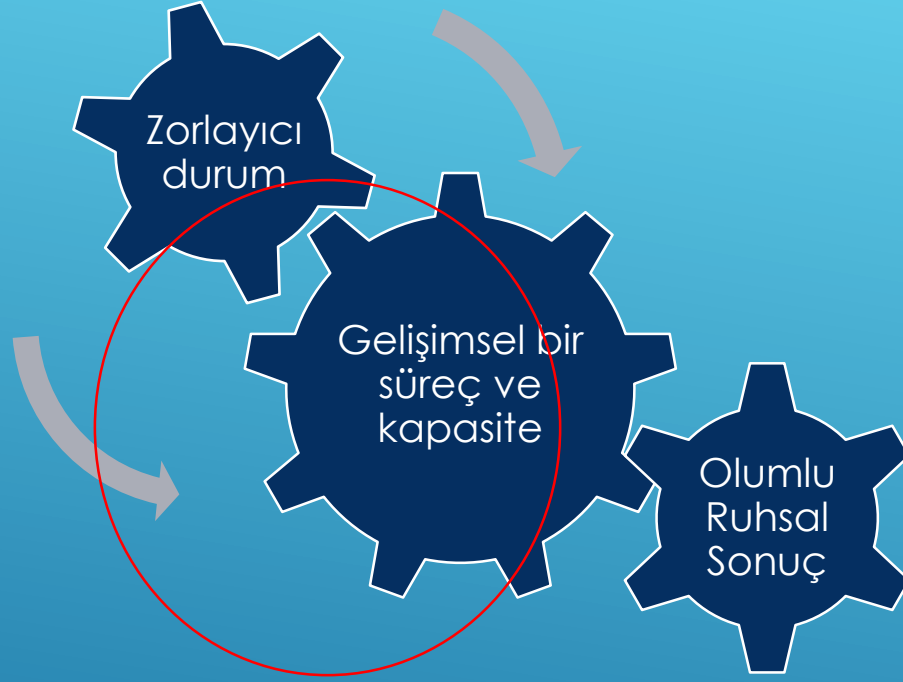 Zorlayıcı
durum
Gelişimsel bir
süreç ve
kapasite
Olumlu
Ruhsal
Sonuç